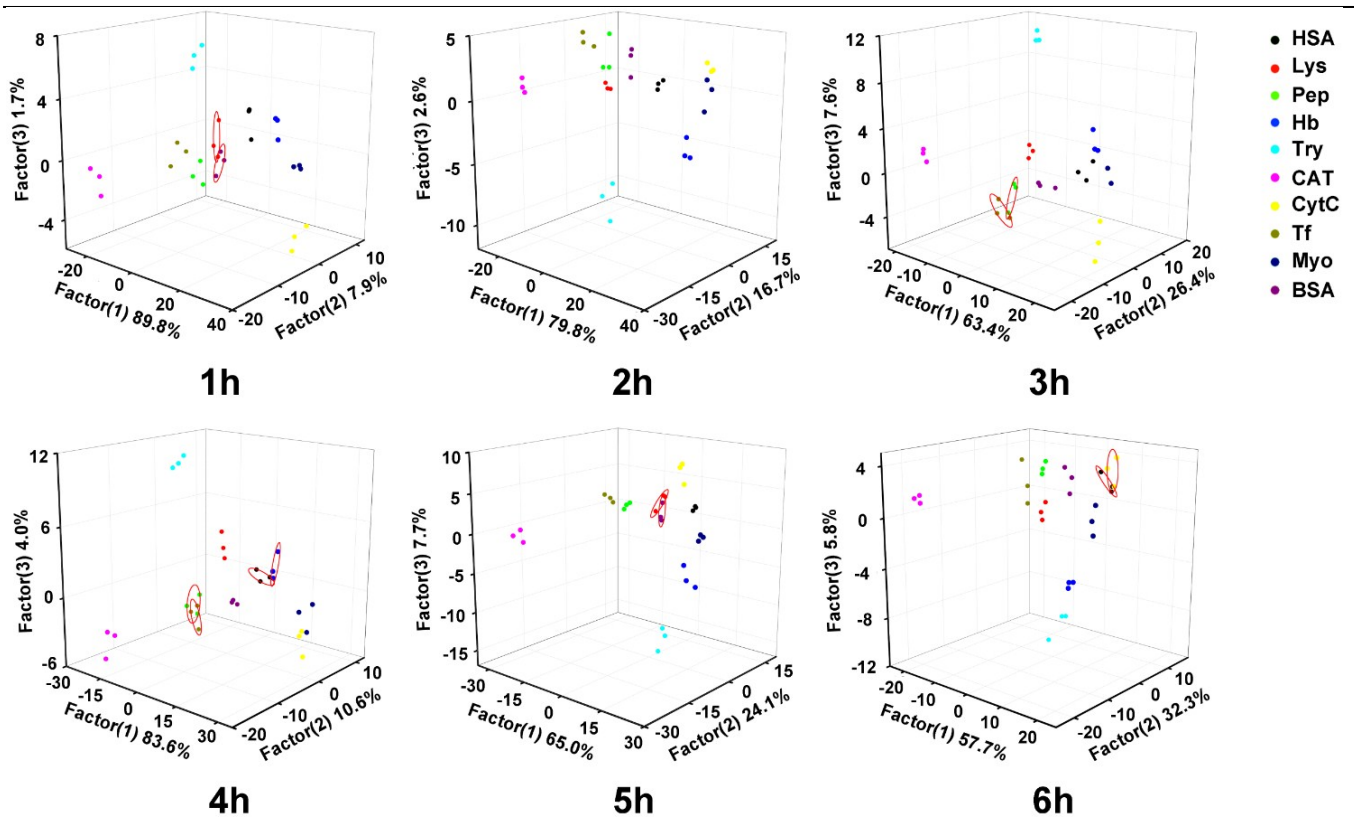 8
4
0
-4
Factor(3) 1.7%
-20
0
20
40
Factor(1) 89.8%
-20
-10
0
10
Factor(2) 7.9%
1h
5
0
-5
-10
Factor(3) 2.6%
-20
0
20
40
Factor(1) 79.8%
-30
-15
0
15
Factor(2) 16.7%
2h
12
8
4
0
-4
Factor(3) 7.6%
-20
-10
0
10
20
Factor(1) 63.4%
-20
-10
0
10
20
Factor(2) 26.4%
3h
HSA
Lys
Pep
Hb
Try
CAT
CytC
Tf
Myo
BSA
12
6
0
-6
Factor(3) 4.0%
-30
-15
0
15
30
Factor(1) 83.6%
-20
-10
0
10
Factor(2) 10.6%
4h
10
5
0
-5
-10
-15
Factor(3) 7.7%
-30
-15
0
15
30
Factor(1) 65.0%
-30
-15
0
15
Factor(2) 24.1%
5h
4
0
-4
-8
-12
Factor(3) 5.8%
-20
-10
0
10
20
Factor(1) 57.7%
-20
-10
0
10
Factor(2) 32.3%
6h